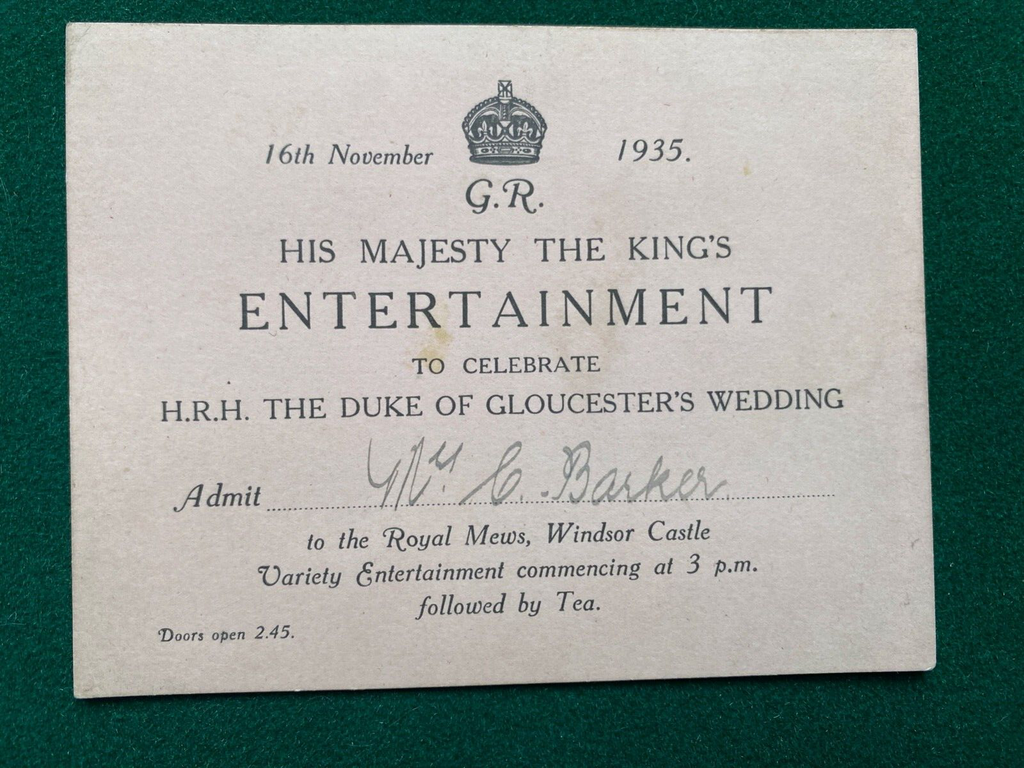 16th November 1935.
G.R.
HIS MAJESTY THE KING'S
ENTERTAINMENT
TO CELEBRATE
H.R.H. THE DUKE OF GLOUCESTER'S WEDDING
Admit Mr C. Barker
to the Royal Mews, Windsor Castle
Variety Entertainment commencing at 3 p.m.
followed by Tea.
Doors open 2.45.